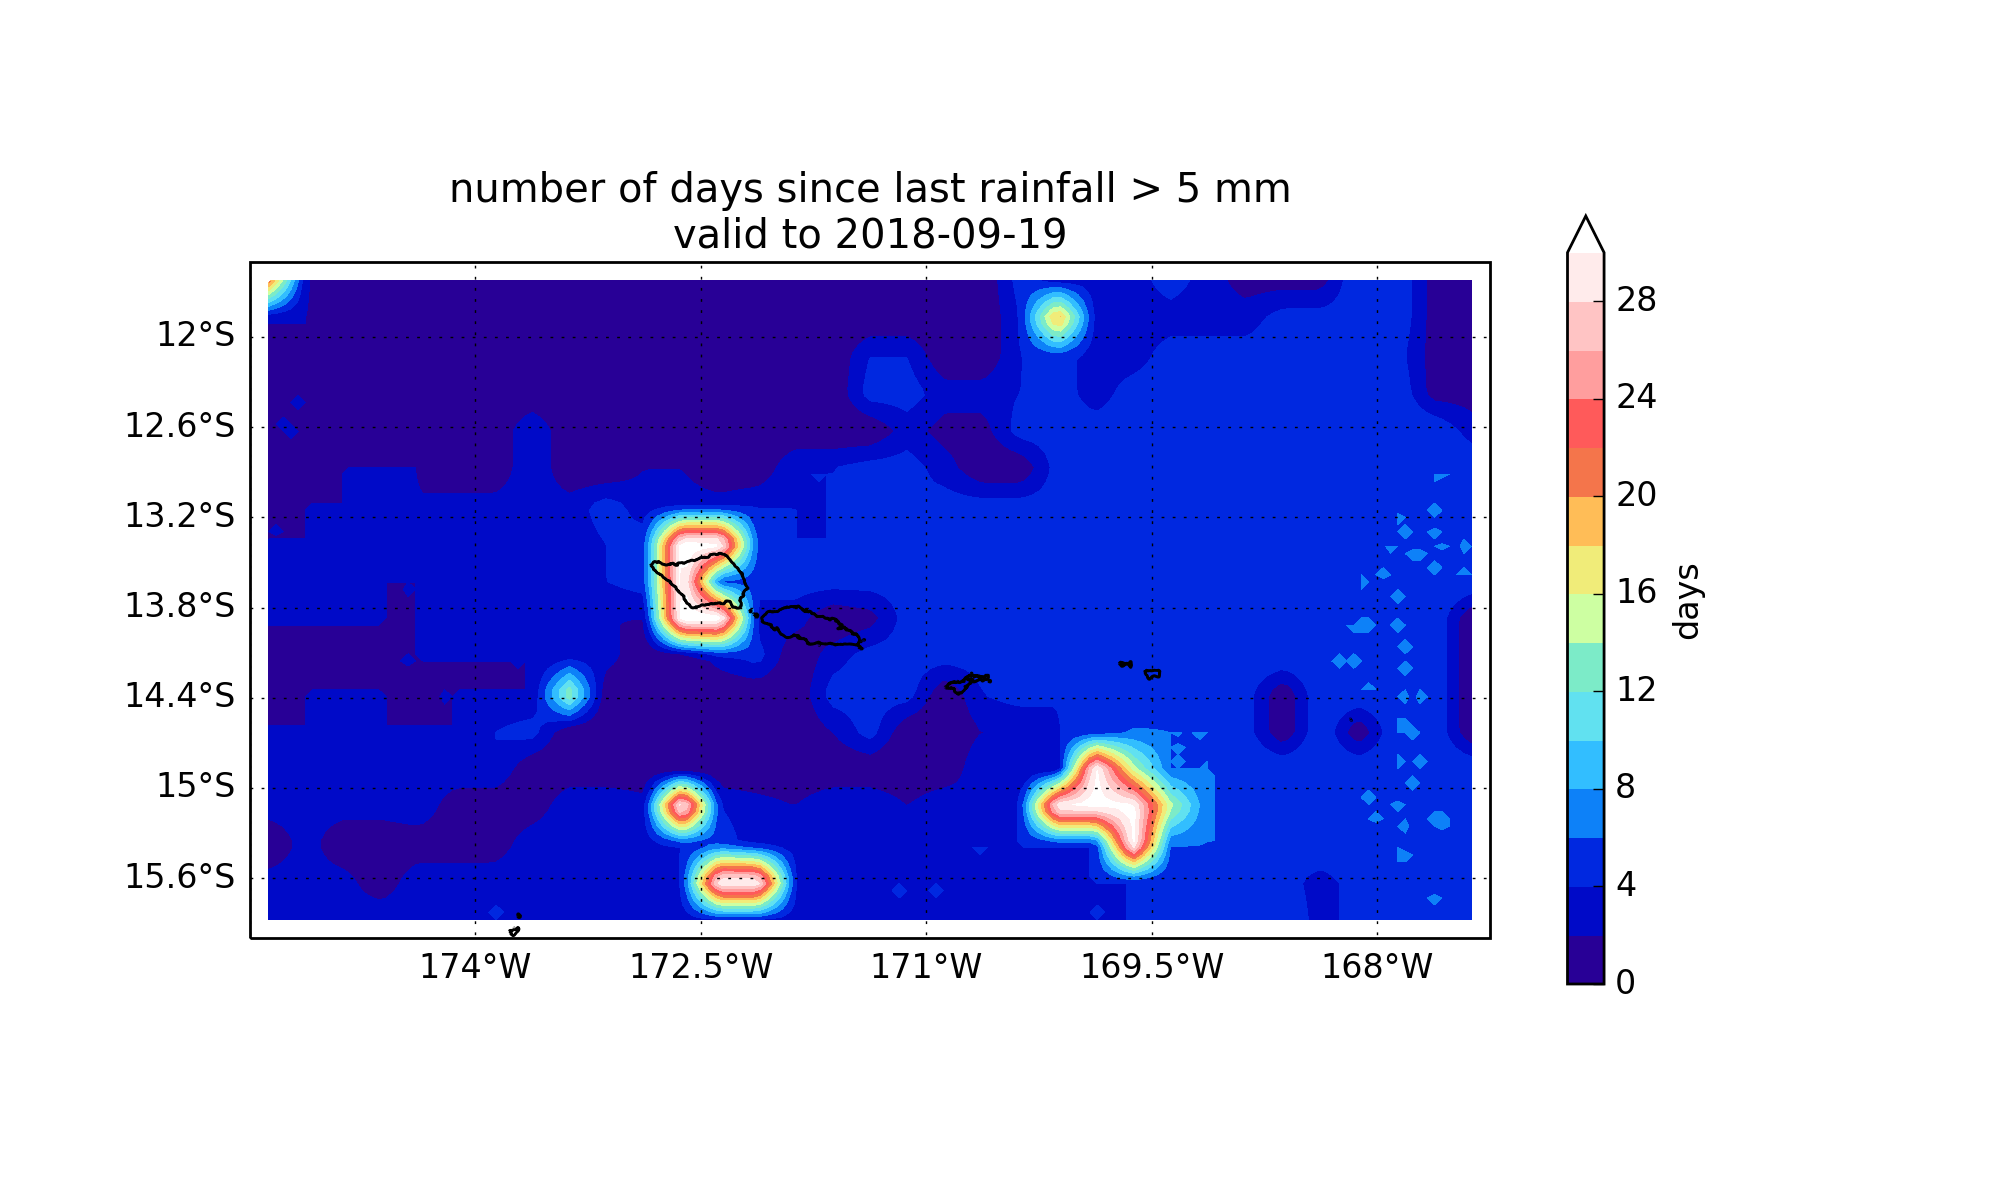 number of days since last rainfall > 5 mm
valid to 2018-09-19
12°S
12.6°S
13.2°S
13.8°S
14.4°S
15°S
15.6°S
174°W
172.5°W
171°W
169.5°W
168°W
28
24
20
16
12
8
4
0
days